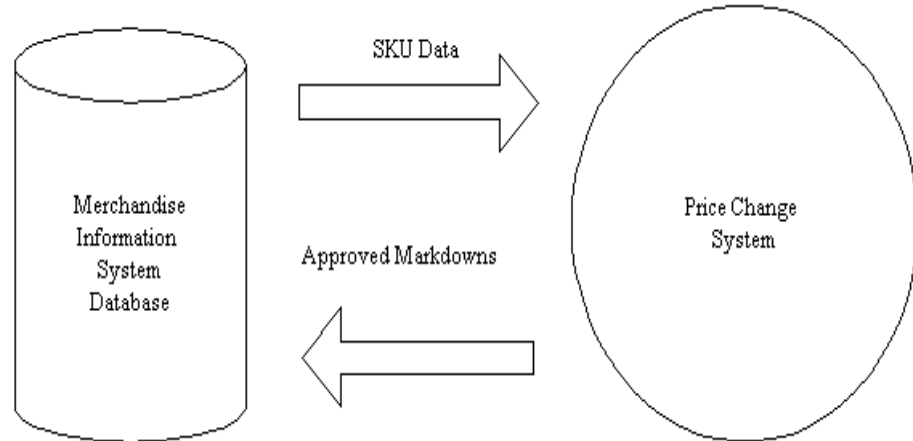 SKU Data
Merchandise
Information
System
Database
Approved Markdowns
Price Change
System